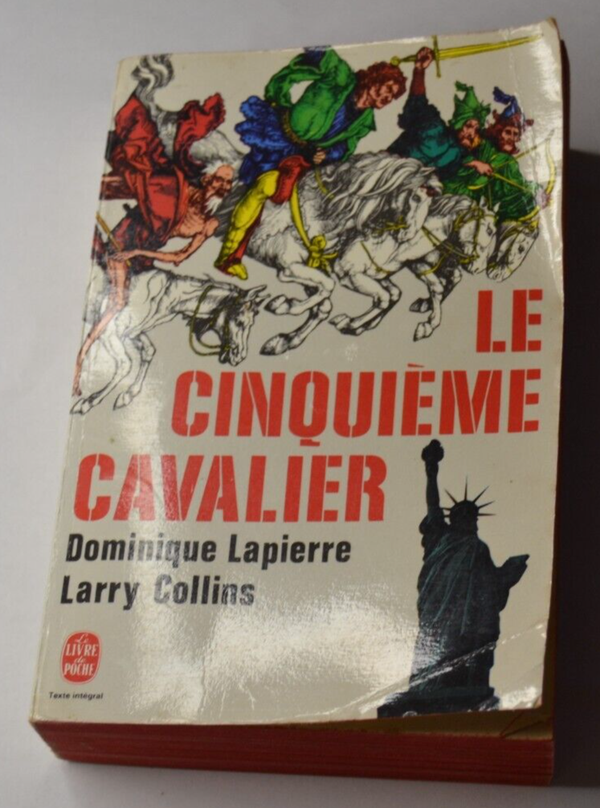 LE
CINQUIÈME
CAVALIER
Dominique Lapierre
Larry Collins
Le
LIVRE
de
POCHE
Texte intégral